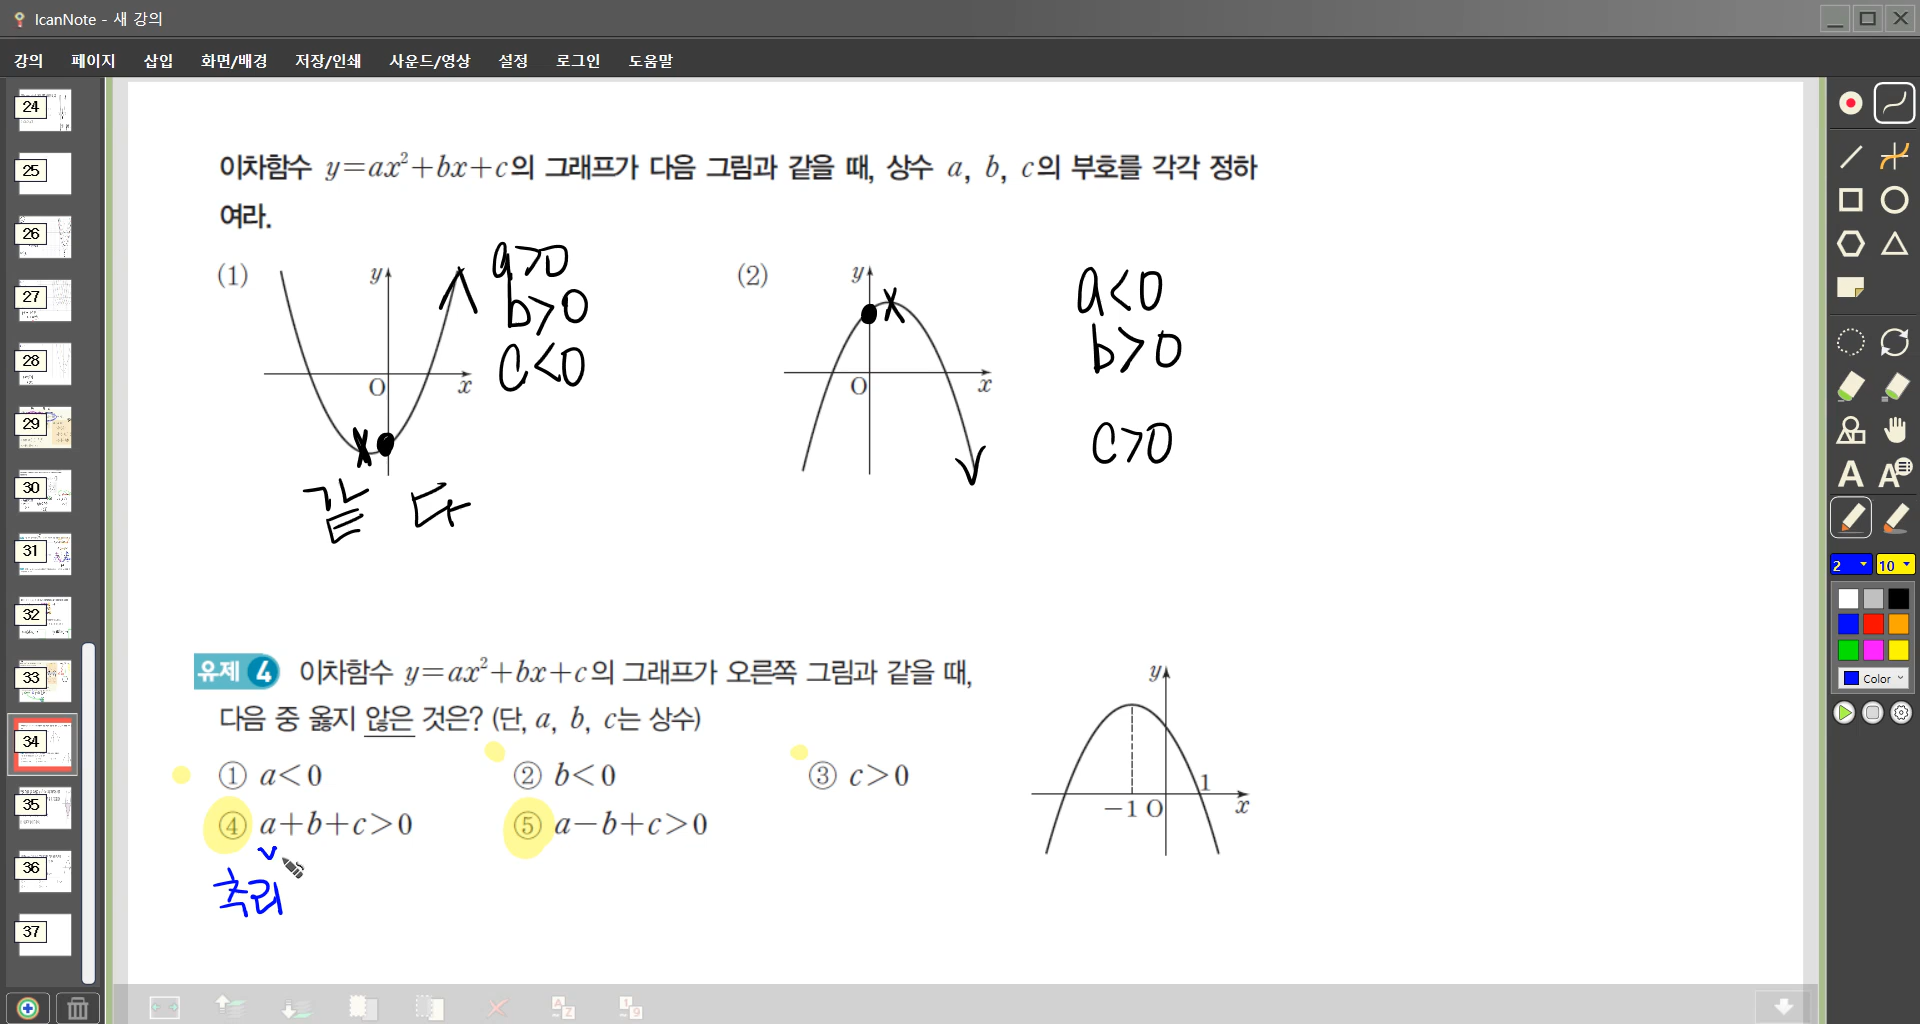 IcanNote - 새 강의
강의 페이지 삽입 화면/배경 저장/인쇄 사운드/영상 설정 로그인 도움말
24
25
26
27
28
29
30
31
32
33
34
35
36
37
이차함수 y=ax²+bx+c의 그래프가 다음 그림과 같을 때, 상수 a, b, c의 부호를 각각 정하
여라.
(1)
y
O
x
a>0
b>0
c<0
같 다
(2)
y
O
x
a<0
b>0
c>0
유제 4 이차함수 y=ax²+bx+c의 그래프가 오른쪽 그림과 같을 때,
다음 중 옳지 않은 것은? (단, a, b, c는 상수)
① a<0 ② b<0 ③ c>0
④ a+b+c>0 ⑤ a-b+c>0
추리
y
1
-1 O
x
2 10
Color